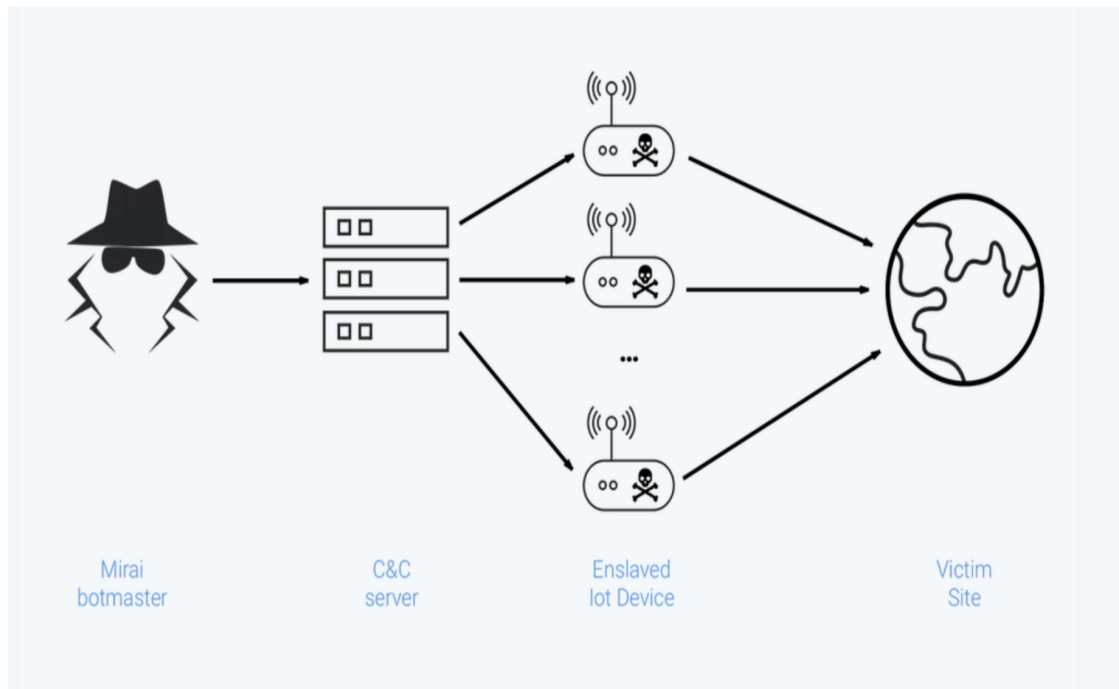 ...
Mirai
botmaster
C&C
server
Enslaved
Iot Device
Victim
Site